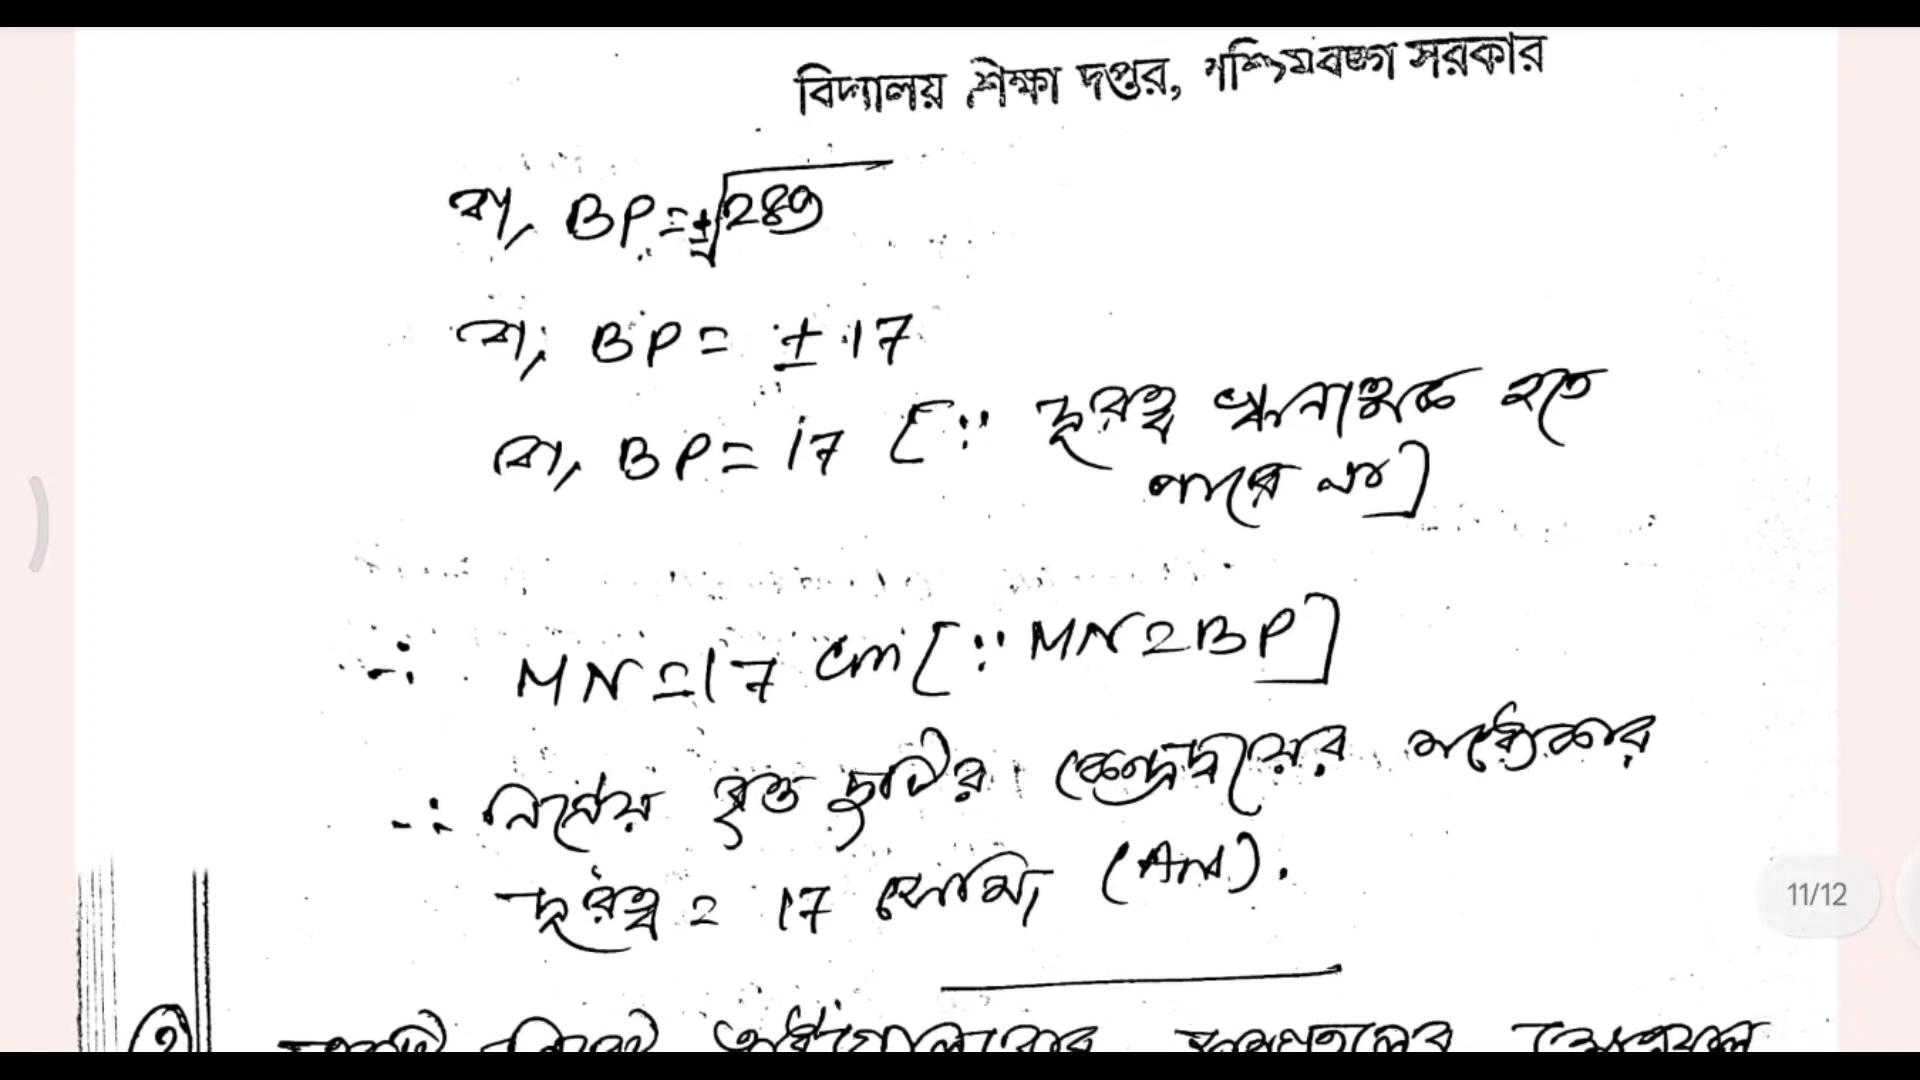 বিদ্যালয় শিক্ষা দপ্তর, পশ্চিমবঙ্গ সরকার
বা, BP = ±√289
বা, BP = ± 17
বা, BP = 17 [∵ দূরত্ব ঋনাত্মক হতে
পারে না]
∴ MN = 17 cm [∵ MN = BP]
∴ নির্ণেয় বৃত্ত দুটির কেন্দ্রদ্বয়ের মধ্যেকার
দূরত্ব = 17 সেমি (Ans).
11/12